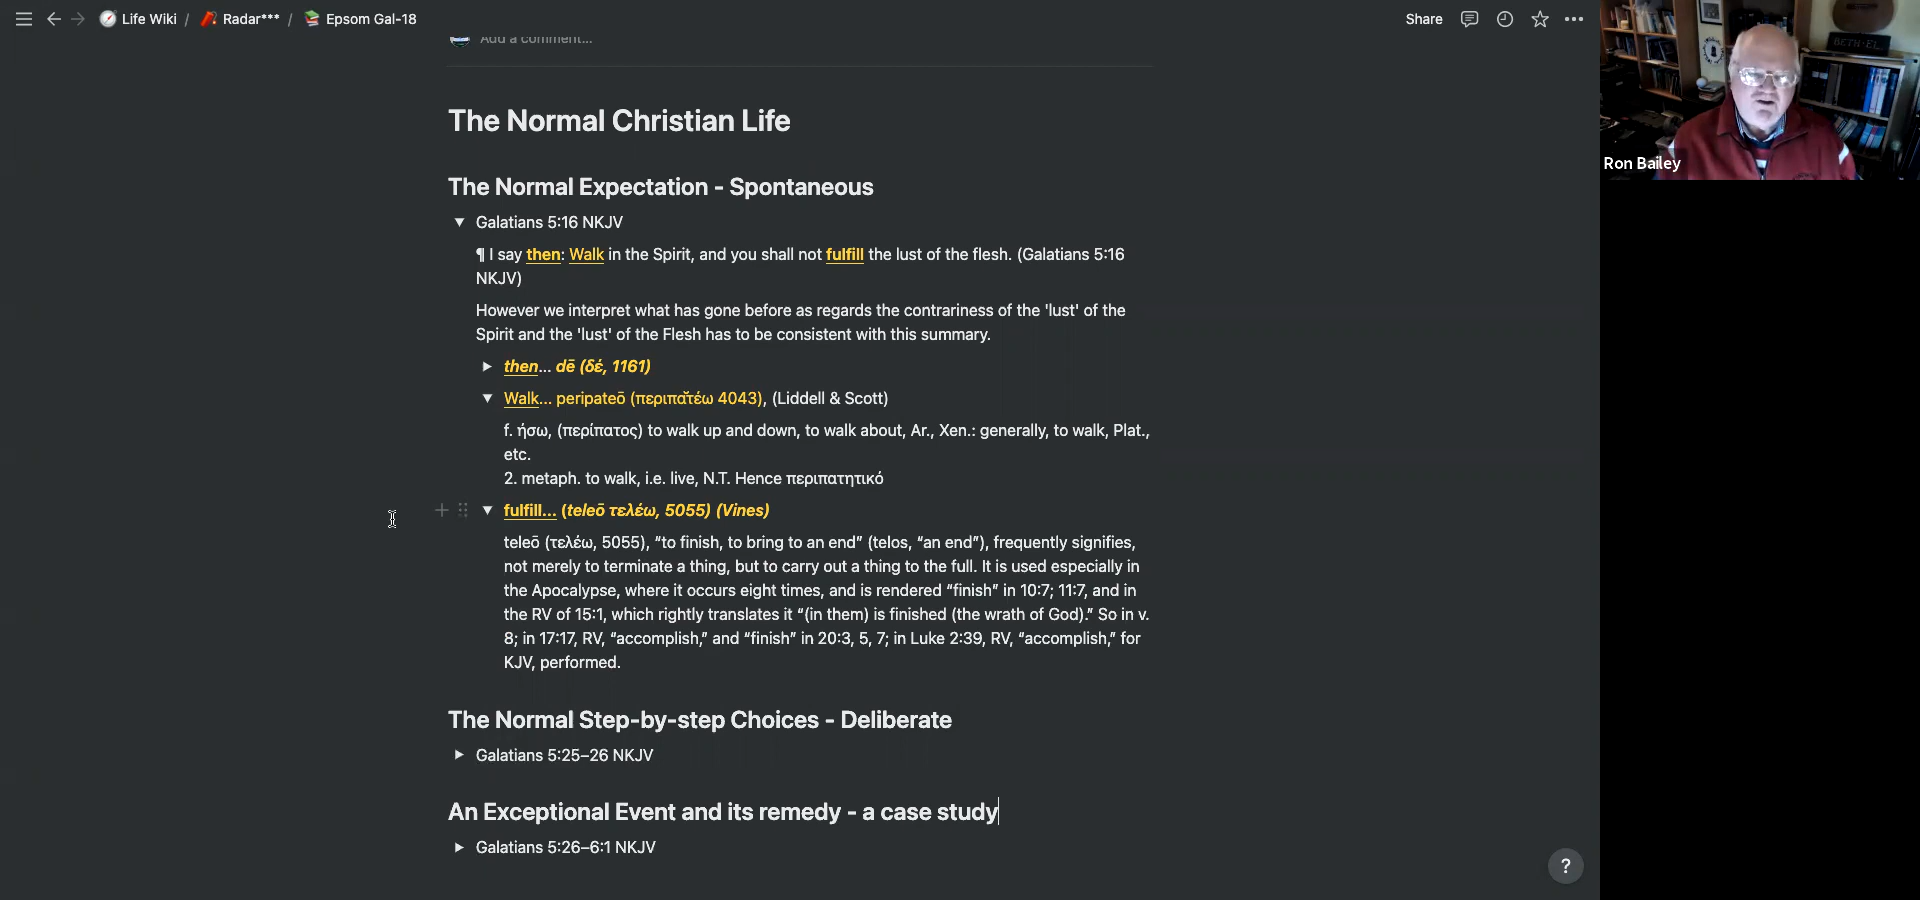 Life Wiki / Radar*** / Epsom Gal-18
Share
Add a comment...
BETH-EL
Ron Bailey
The Normal Christian Life
The Normal Expectation - Spontaneous
Galatians 5:16 NKJV
¶ I say then: Walk in the Spirit, and you shall not fulfill the lust of the flesh. (Galatians 5:16
NKJV)
However we interpret what has gone before as regards the contrariness of the 'lust' of the
Spirit and the 'lust' of the Flesh has to be consistent with this summary.
then... dē (δέ, 1161)
Walk... peripateō (περιπᾰτέω 4043), (Liddell & Scott)
f. ήσω, (περίπατος) to walk up and down, to walk about, Ar., Xen.: generally, to walk, Plat.,
etc.
2. metaph. to walk, i.e. live, N.T. Hence περιπατητικό
fulfill... (teleō τελέω, 5055) (Vines)
teleō (τελέω, 5055), “to finish, to bring to an end” (telos, “an end”), frequently signifies,
not merely to terminate a thing, but to carry out a thing to the full. It is used especially in
the Apocalypse, where it occurs eight times, and is rendered “finish” in 10:7; 11:7, and in
the RV of 15:1, which rightly translates it “(in them) is finished (the wrath of God).” So in v.
8; in 17:17, RV, “accomplish,” and “finish” in 20:3, 5, 7; in Luke 2:39, RV, “accomplish,” for
KJV, performed.
The Normal Step-by-step Choices - Deliberate
Galatians 5:25–26 NKJV
An Exceptional Event and its remedy - a case study
Galatians 5:26–6:1 NKJV
?